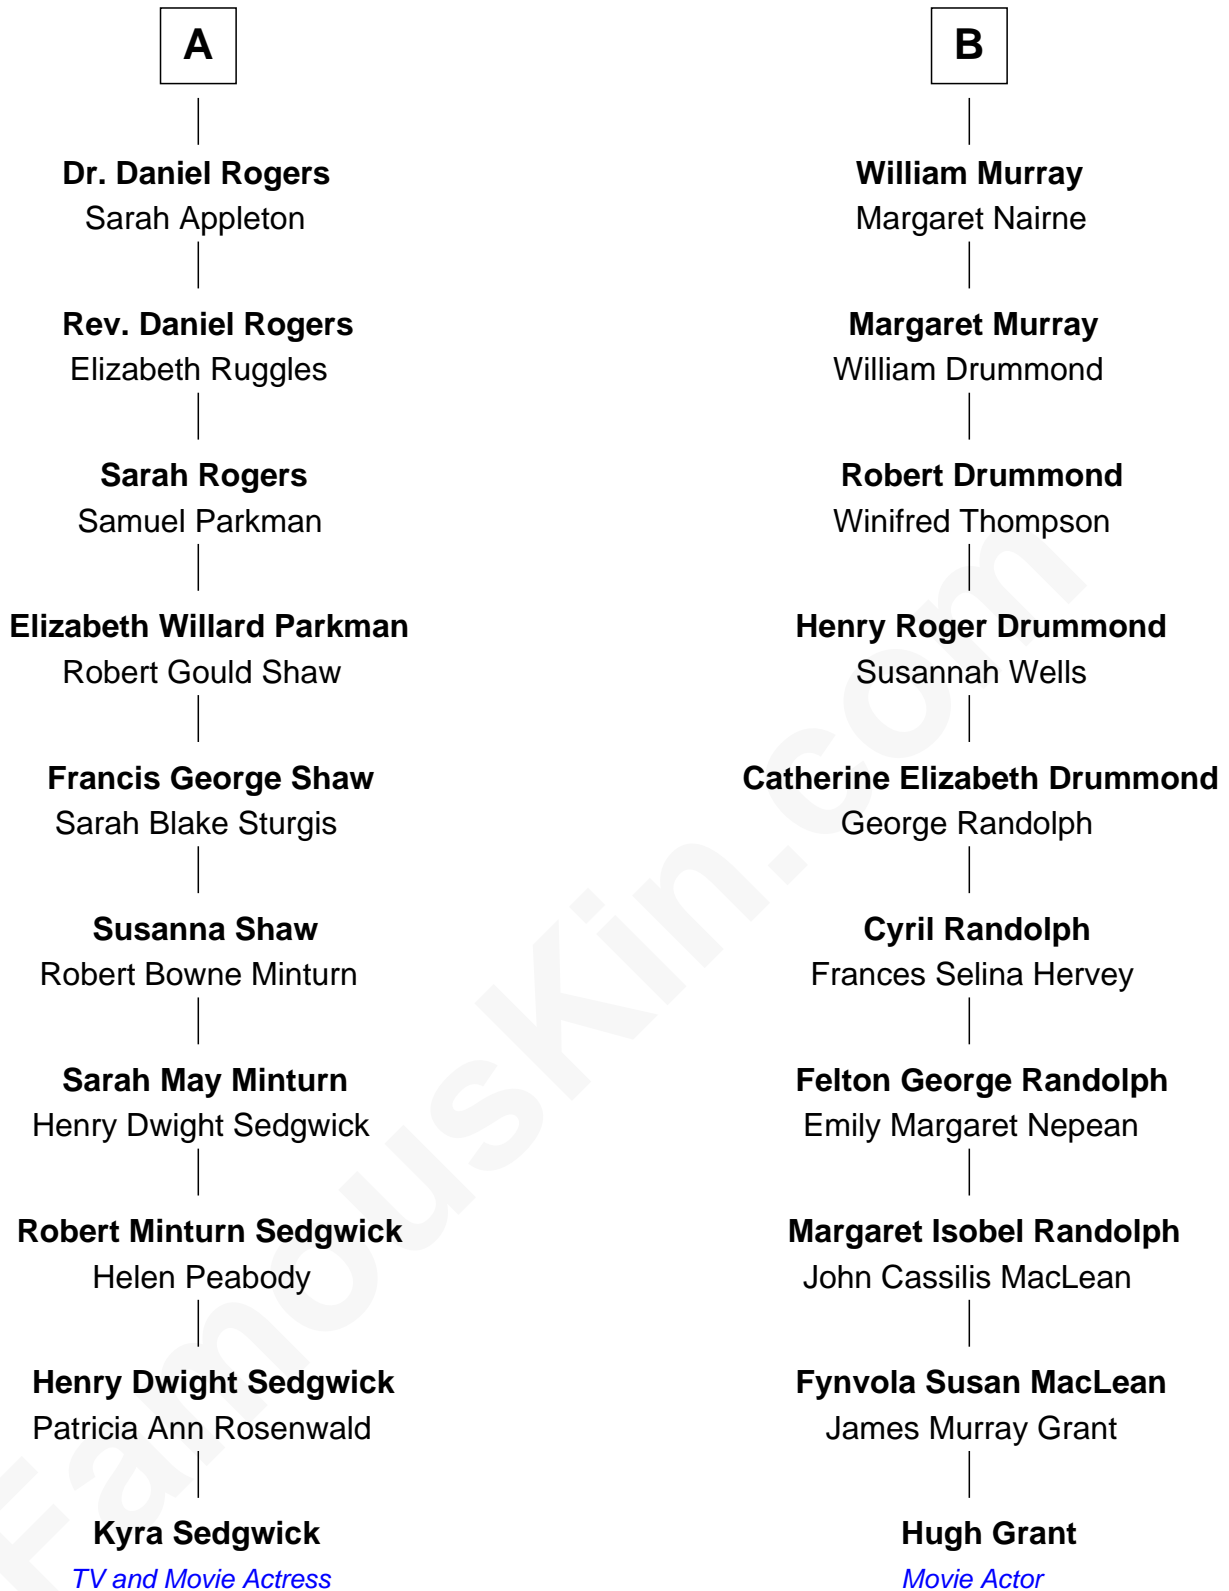 A
Dr. Daniel Rogers
Sarah Appleton
Rev. Daniel Rogers
Elizabeth Ruggles
Sarah Rogers
Samuel Parkman
Elizabeth Willard Parkman
Robert Gould Shaw
Francis George Shaw
Sarah Blake Sturgis
Susanna Shaw
Robert Bowne Minturn
Sarah May Minturn
Henry Dwight Sedgwick
Robert Minturn Sedgwick
Helen Peabody
Henry Dwight Sedgwick
Patricia Ann Rosenwald
Kyra Sedgwick
TV and Movie Actress
B
William Murray
Margaret Nairne
Margaret Murray
William Drummond
Robert Drummond
Winifred Thompson
Henry Roger Drummond
Susannah Wells
Catherine Elizabeth Drummond
George Randolph
Cyril Randolph
Frances Selina Hervey
Felton George Randolph
Emily Margaret Nepean
Margaret Isobel Randolph
John Cassilis MacLean
Fynvola Susan MacLean
James Murray Grant
Hugh Grant
Movie Actor
FamousKin.com